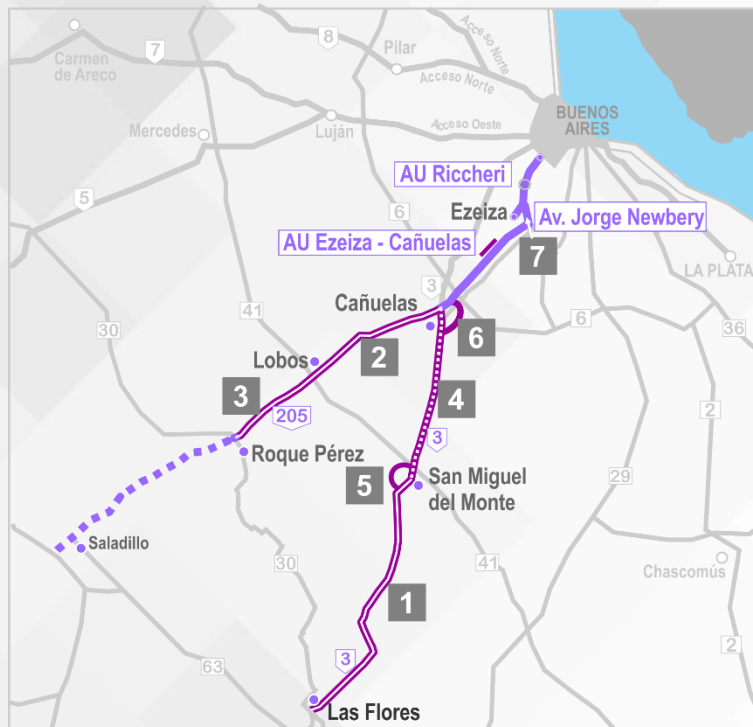 Carmen
de Areco
7
8
Pilar
Acceso Norte
Acceso Norte
Mercedes
Luján
Acceso Oeste
BUENOS
AIRES
AU Riccheri
5
6
Ezeiza
Av. Jorge Newbery
AU Ezeiza - Cañuelas
7
LA PLATA
3
Cañuelas
41
30
6
6
36
Lobos
2
3
4
2
205
3
Roque Pérez
5
San Miguel
del Monte
29
Saladillo
41
Chascomús
1
2
63
3
Las Flores